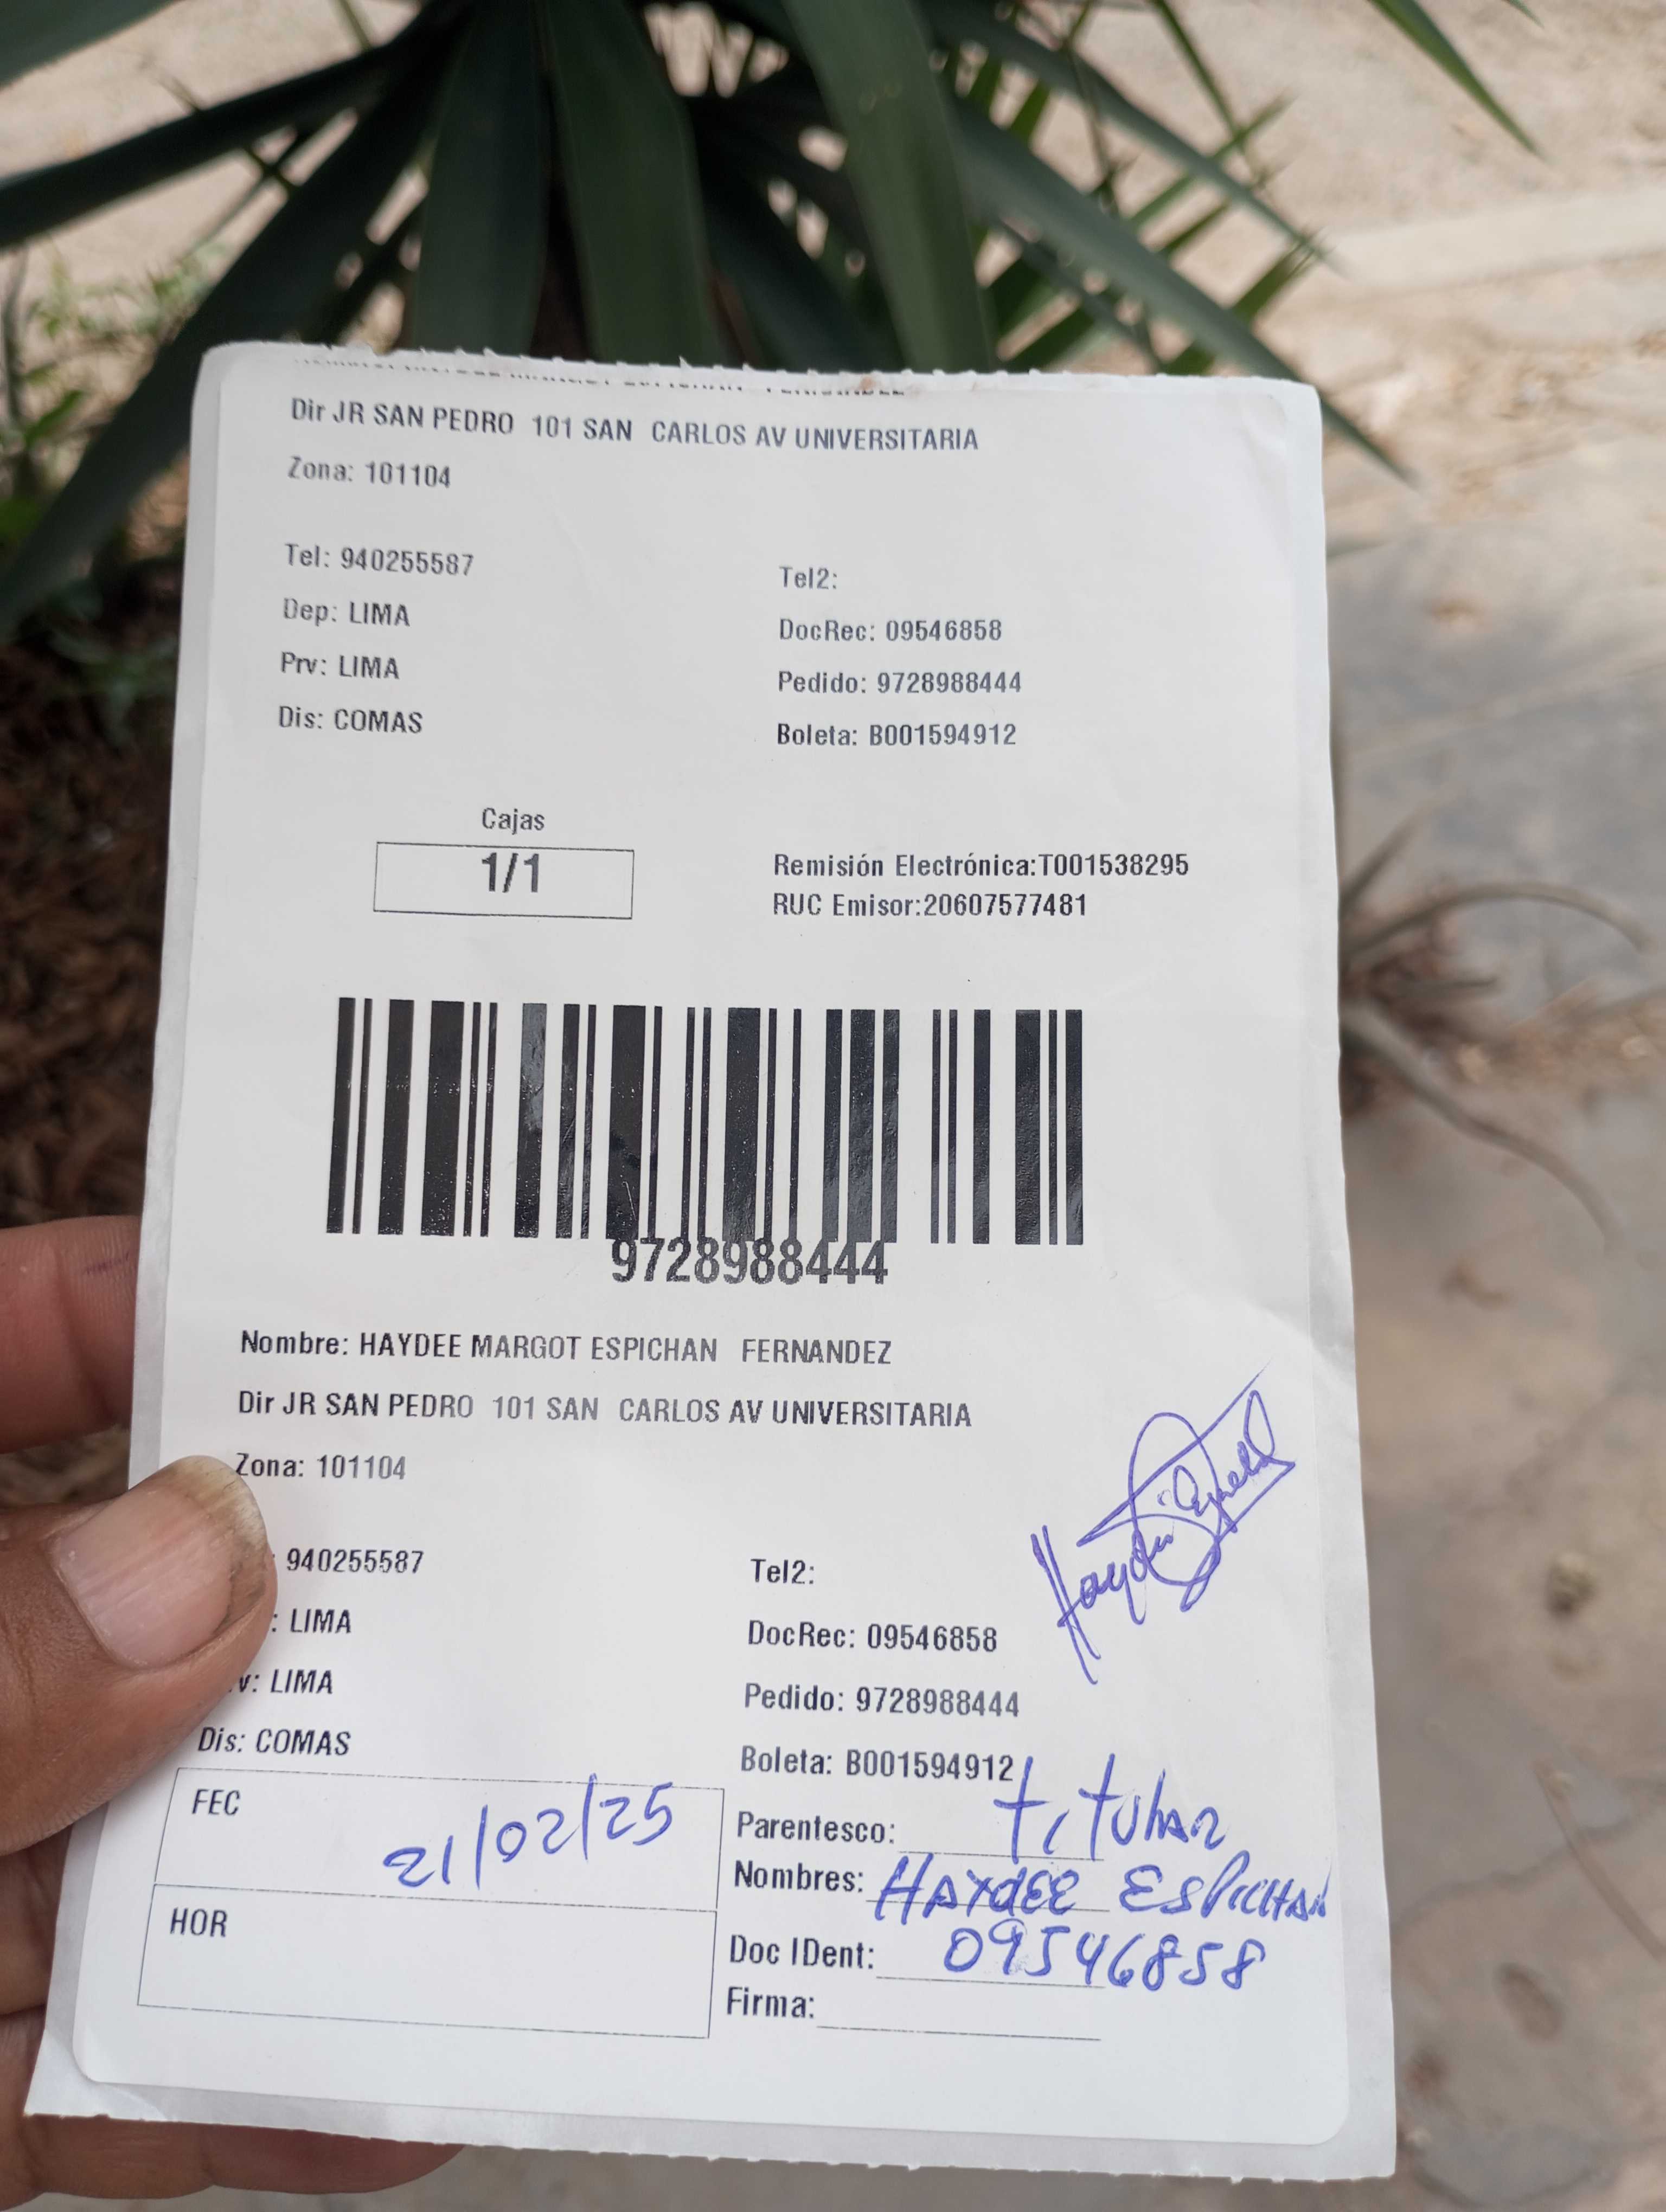 Dir JR SAN PEDRO 101 SAN CARLOS AV UNIVERSITARIA
Zona: 101104
Tel: 940255587
Tel2:
Dep: LIMA
DocRec: 09546858
Prv: LIMA
Pedido: 9728988444
Dis: COMAS
Boleta: B001594912
Cajas
1/1
Remisión Electrónica:T001538295
RUC Emisor:20607577481
9728988444
Nombre: HAYDEE MARGOT ESPICHAN FERNANDEZ
Dir JR SAN PEDRO 101 SAN CARLOS AV UNIVERSITARIA
Zona: 101104
: 940255587
Tel2:
: LIMA
DocRec: 09546858
v: LIMA
Pedido: 9728988444
Dis: COMAS
Boleta: B001594912
FEC 21/02/25
Parentesco: titular
Nombres: HAYdEE ESPICHAN
HOR
Doc IDent: 09546858
Firma: